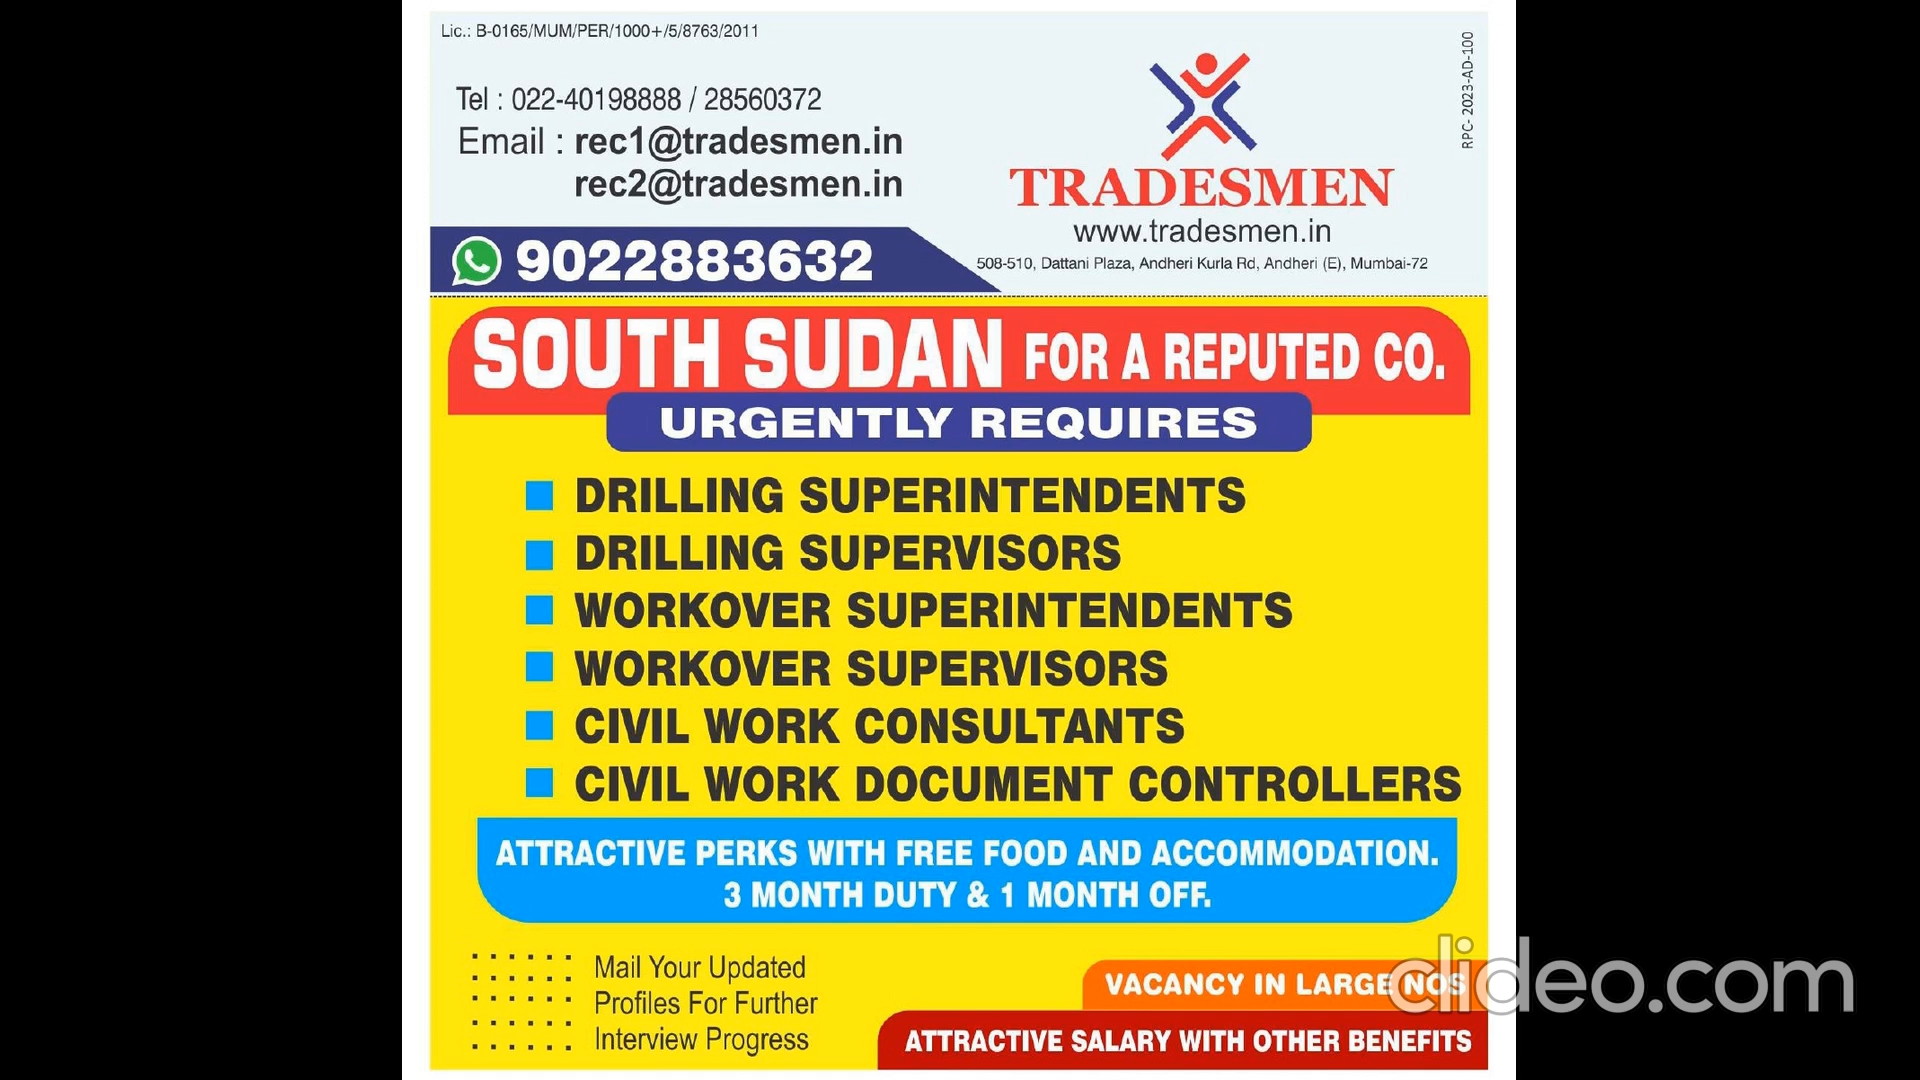 Lic.: B-0165/MUM/PER/1000+/5/8763/2011
Tel : 022-40198888 / 28560372
Email : rec1@tradesmen.in
rec2@tradesmen.in
9022883632
TRADESMEN
www.tradesmen.in
508-510, Dattani Plaza, Andheri Kurla Rd, Andheri (E), Mumbai-72
RPC- 2023-AD-100
SOUTH SUDAN FOR A REPUTED CO.
URGENTLY REQUIRES
DRILLING SUPERINTENDENTS
DRILLING SUPERVISORS
WORKOVER SUPERINTENDENTS
WORKOVER SUPERVISORS
CIVIL WORK CONSULTANTS
CIVIL WORK DOCUMENT CONTROLLERS
ATTRACTIVE PERKS WITH FREE FOOD AND ACCOMMODATION.
3 MONTH DUTY & 1 MONTH OFF.
Mail Your Updated
Profiles For Further
Interview Progress
VACANCY IN LARGE NOS
ATTRACTIVE SALARY WITH OTHER BENEFITS
clideo.com